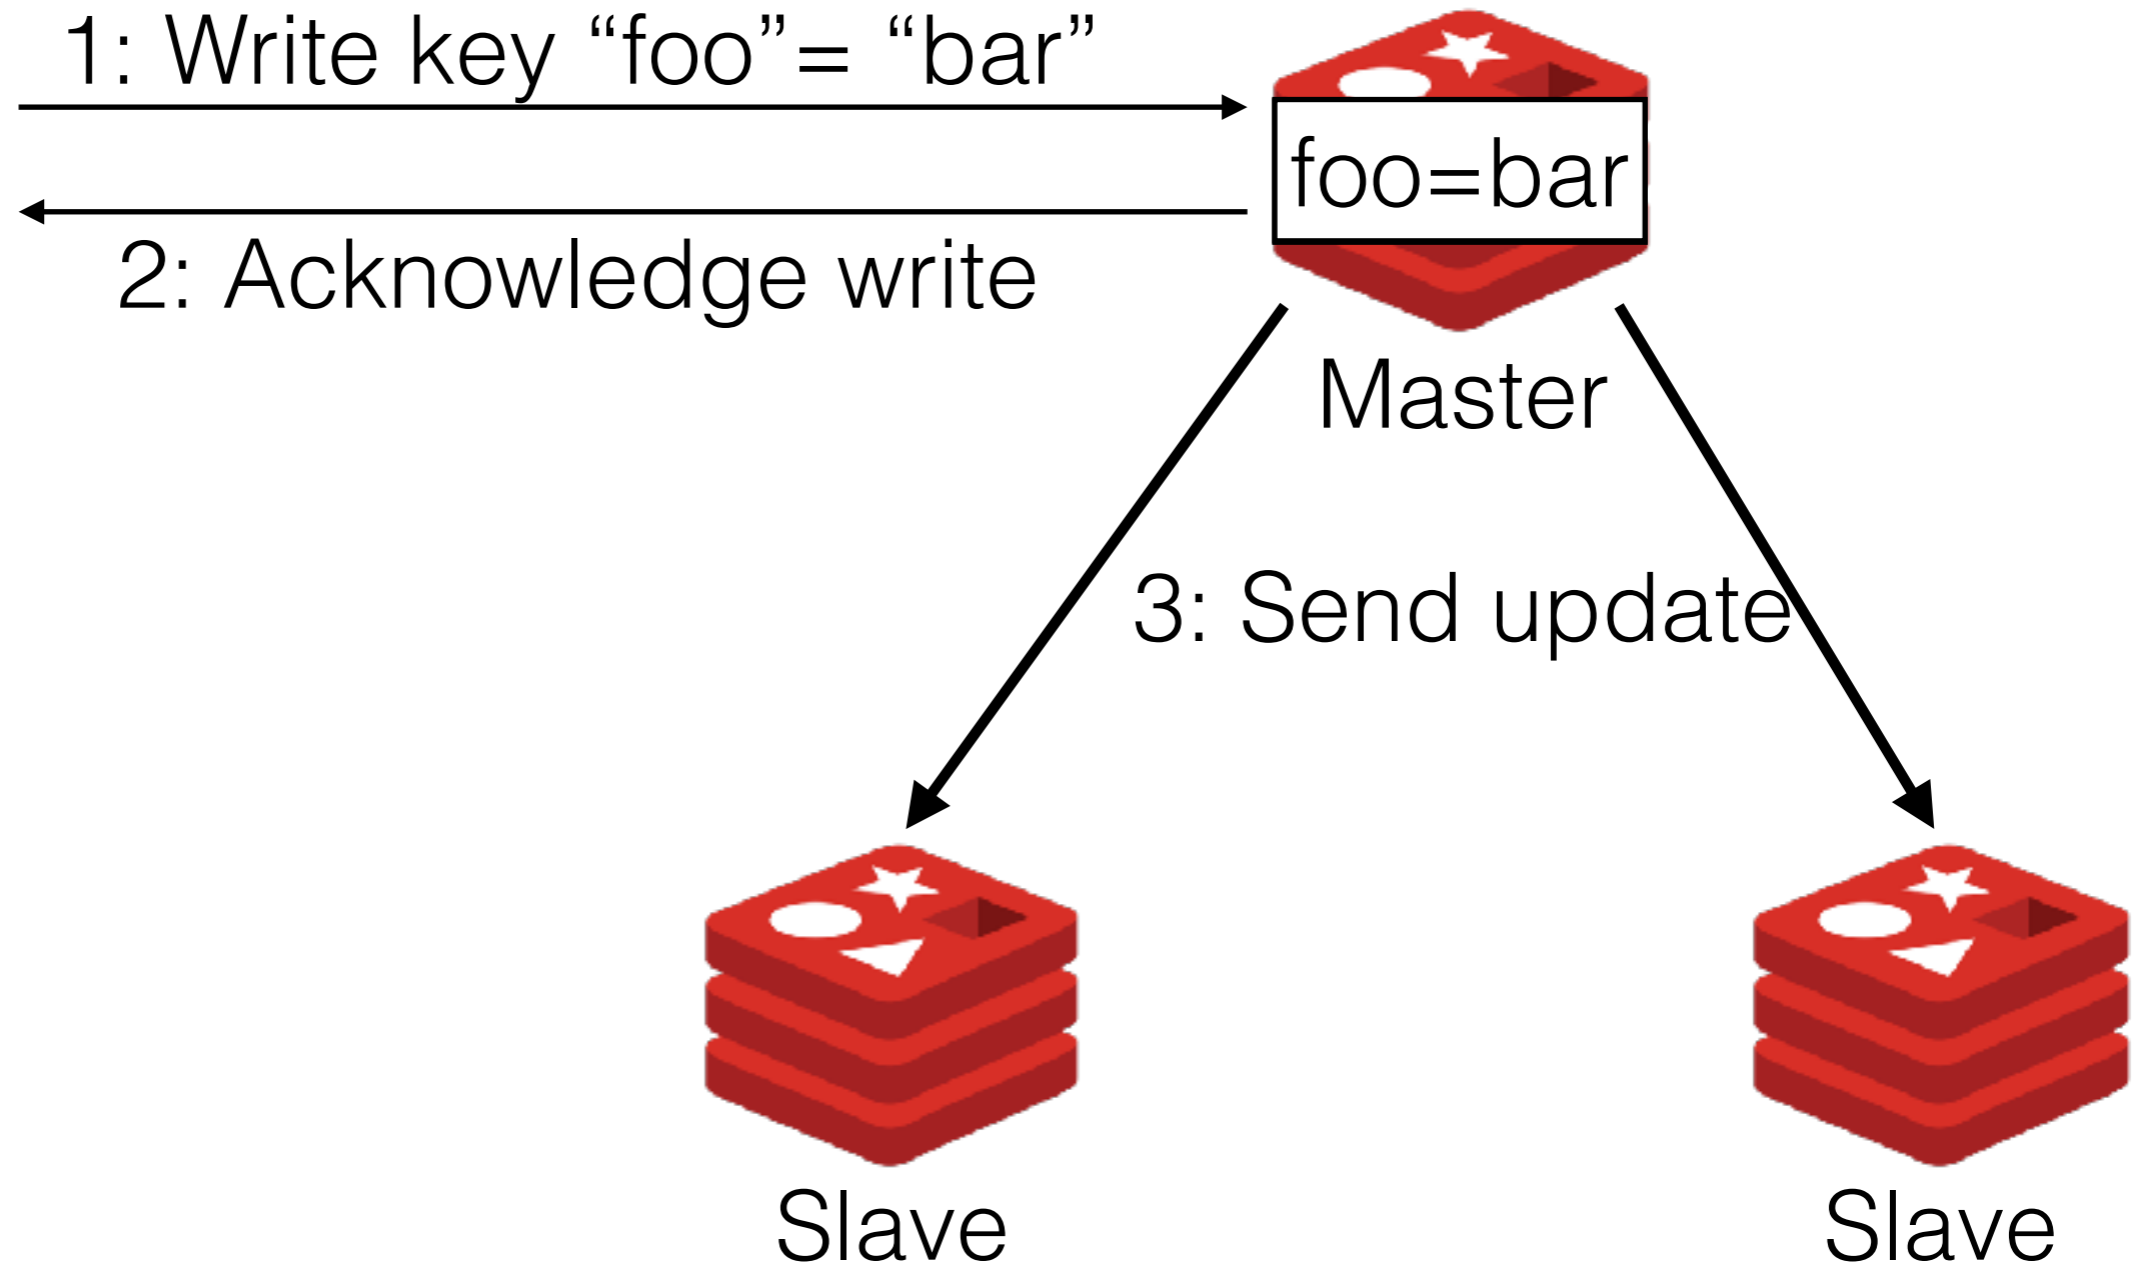 1: Write key “foo”= “bar”
foo=bar
2: Acknowledge write
Master
3: Send update
Slave
Slave